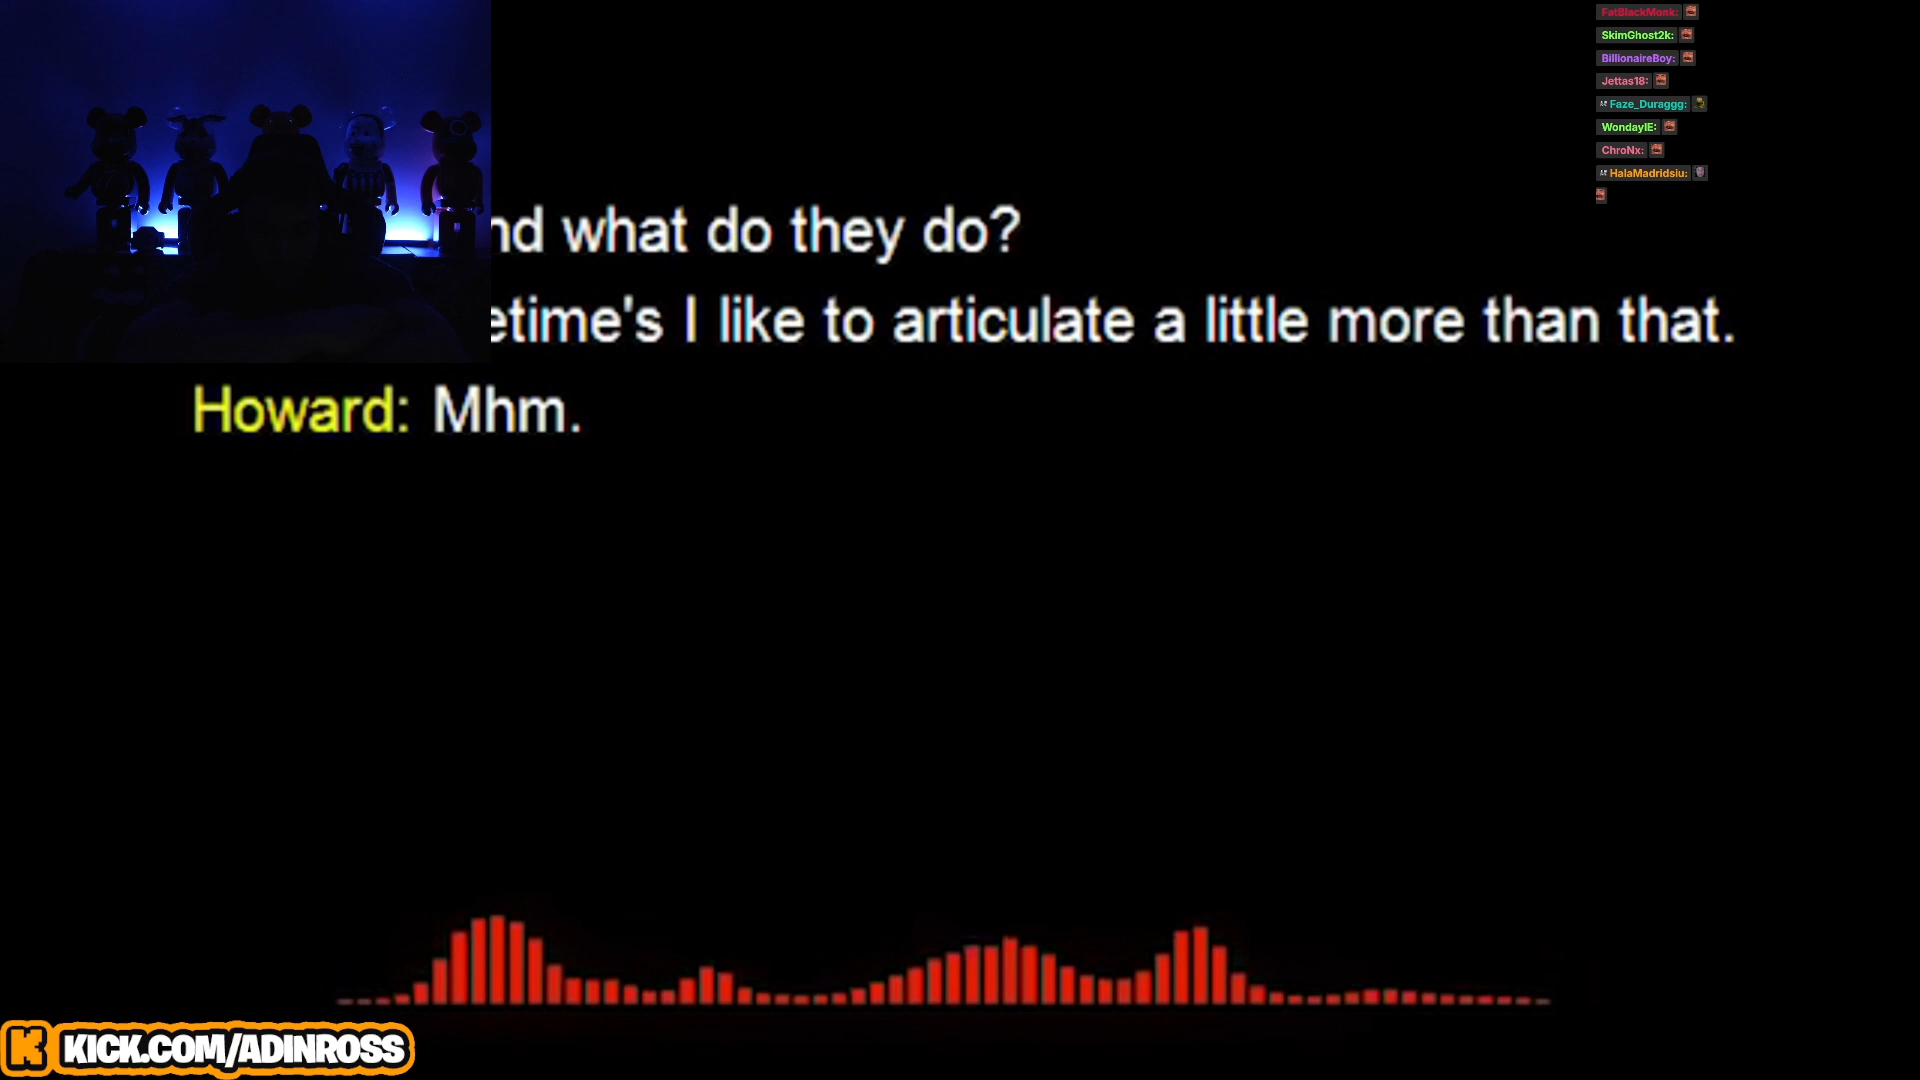 nd what do they do?
etime's I like to articulate a little more than that.
Howard: Mhm.
FatBlackMonk:
SkimGhost2k:
BillionaireBoy:
Jettas18:
Faze_Duraggg:
WondaylE:
ChroNx:
HalaMadridsiu:
K KICK.COM/ADINROSS